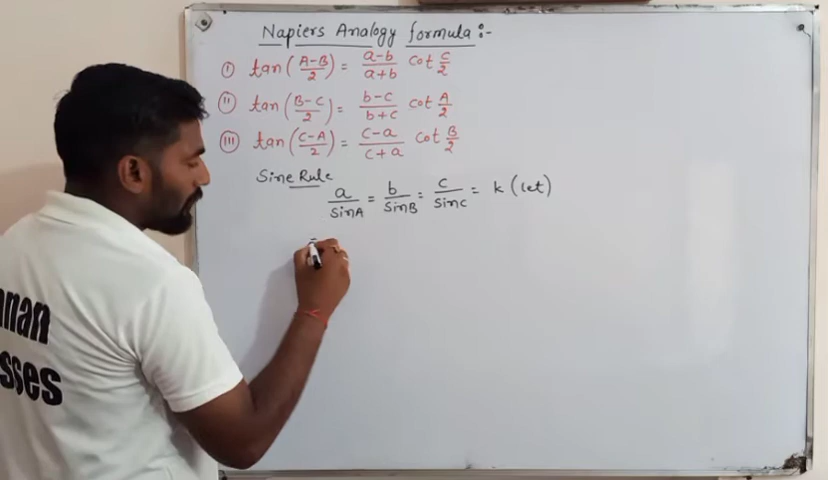 Napiers Analogy formula :-
(I) tan(A-B/2) = a-b/a+b cot C/2
(II) tan(B-C/2) = b-c/b+c cot A/2
(III) tan(C-A/2) = c-a/c+a cot B/2
Sine Rule
a/sinA = b/sinB = c/sinC = k (let)
nan
sses